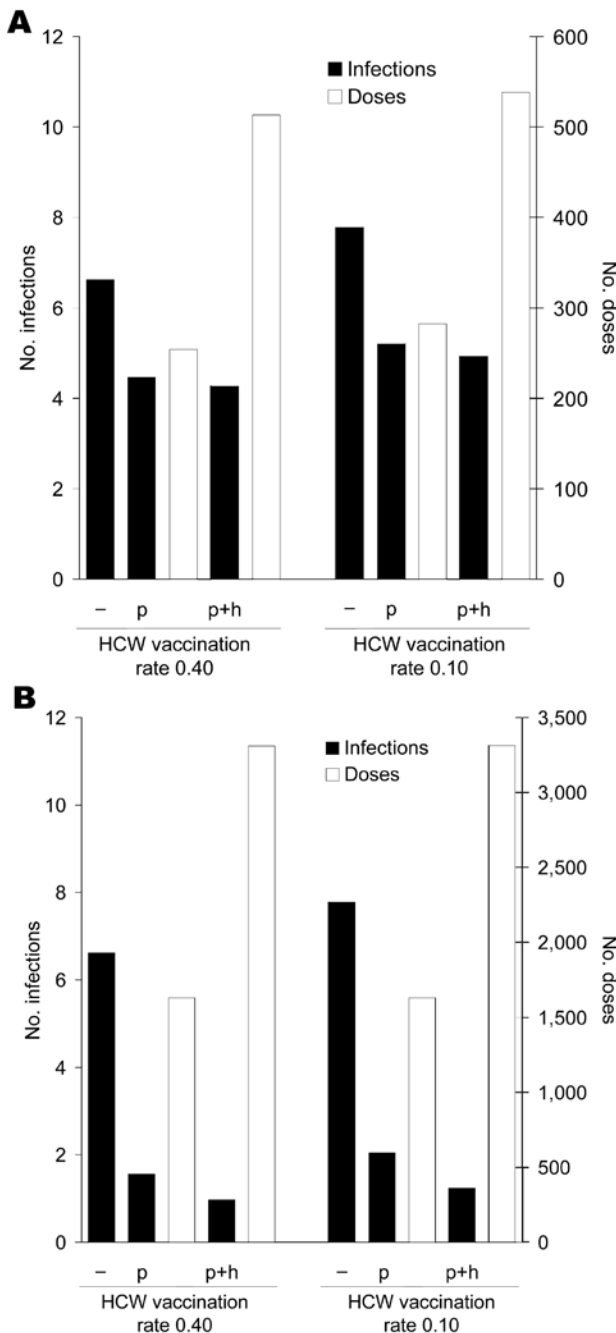 A
12
10
8
6
4
2
0
No. infections
Infections
Doses
600
500
400
300
200
100
0
No. doses
– p p+h
– p p+h
HCW vaccination
rate 0.40
HCW vaccination
rate 0.10
B
12
10
8
6
4
2
0
No. infections
Infections
Doses
3,500
3,000
2,500
2,000
1,500
1,000
500
0
No. doses
– p p+h
– p p+h
HCW vaccination
rate 0.40
HCW vaccination
rate 0.10